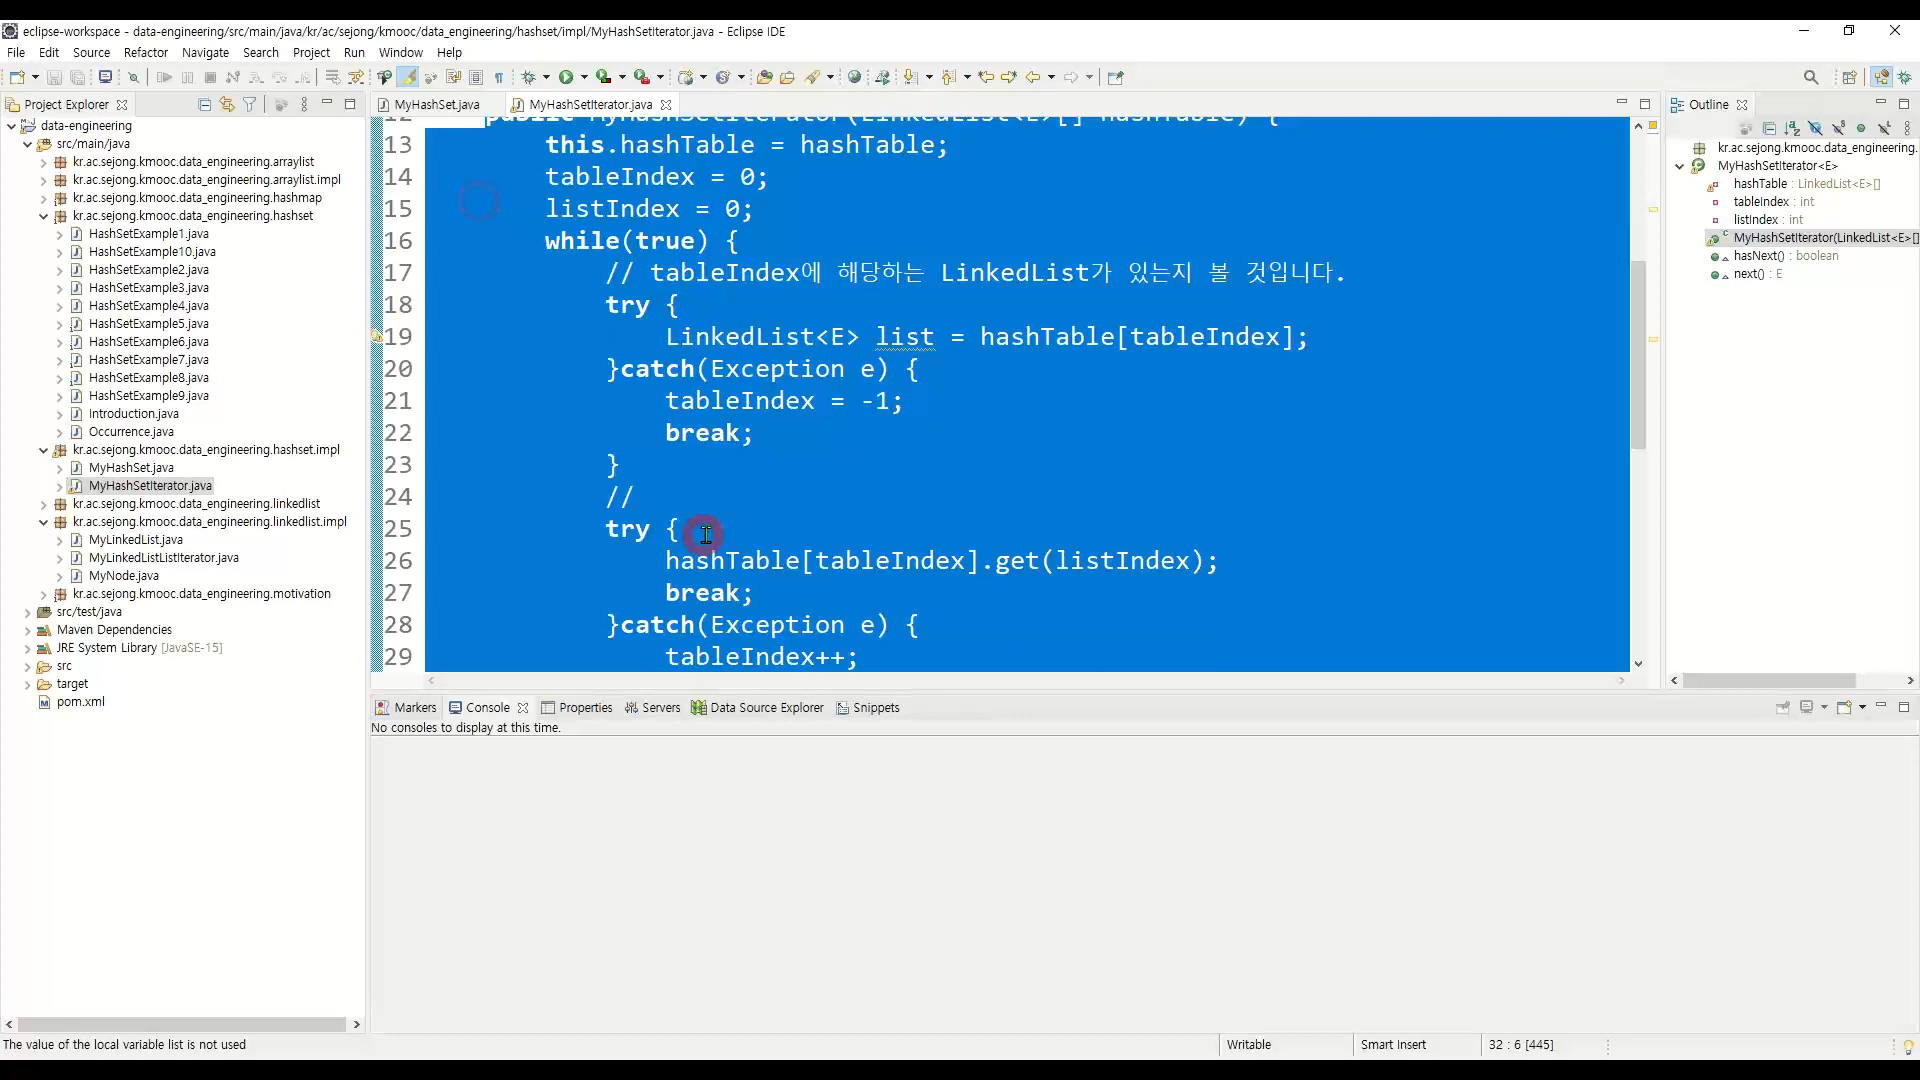 eclipse-workspace - data-engineering/src/main/java/kr/ac/sejong/kmooc/data_engineering/hashset/impl/MyHashSetIterator.java - Eclipse IDE
File Edit Source Refactor Navigate Search Project Run Window Help
Project Explorer
data-engineering
src/main/java
kr.ac.sejong.kmooc.data_engineering.arraylist
kr.ac.sejong.kmooc.data_engineering.arraylist.impl
kr.ac.sejong.kmooc.data_engineering.hashmap
kr.ac.sejong.kmooc.data_engineering.hashset
HashSetExample1.java
HashSetExample10.java
HashSetExample2.java
HashSetExample3.java
HashSetExample4.java
HashSetExample5.java
HashSetExample6.java
HashSetExample7.java
HashSetExample8.java
HashSetExample9.java
Introduction.java
Occurrence.java
kr.ac.sejong.kmooc.data_engineering.hashset.impl
MyHashSet.java
MyHashSetIterator.java
kr.ac.sejong.kmooc.data_engineering.linkedlist
kr.ac.sejong.kmooc.data_engineering.linkedlist.impl
MyLinkedList.java
MyLinkedListListIterator.java
MyNode.java
kr.ac.sejong.kmooc.data_engineering.motivation
src/test/java
Maven Dependencies
JRE System Library [JavaSE-15]
src
target
pom.xml
MyHashSet.java MyHashSetIterator.java
12 public MyHashSetIterator(LinkedList<E>[] hashTable) {
13 this.hashTable = hashTable;
14 tableIndex = 0;
15 listIndex = 0;
16 while(true) {
17 // tableIndex에 해당하는 LinkedList가 있는지 볼 것입니다.
18 try {
19 LinkedList<E> list = hashTable[tableIndex];
20 }catch(Exception e) {
21 tableIndex = -1;
22 break;
23 }
24 //
25 try {
26 hashTable[tableIndex].get(listIndex);
27 break;
28 }catch(Exception e) {
29 tableIndex++;
Outline
kr.ac.sejong.kmooc.data_engineering.
MyHashSetIterator<E>
hashTable : LinkedList<E>[]
tableIndex : int
listIndex : int
MyHashSetIterator(LinkedList<E>[]
hasNext() : boolean
next() : E
Markers Console Properties Servers Data Source Explorer Snippets
No consoles to display at this time.
The value of the local variable list is not used
Writable
Smart Insert
32 : 6 [445]